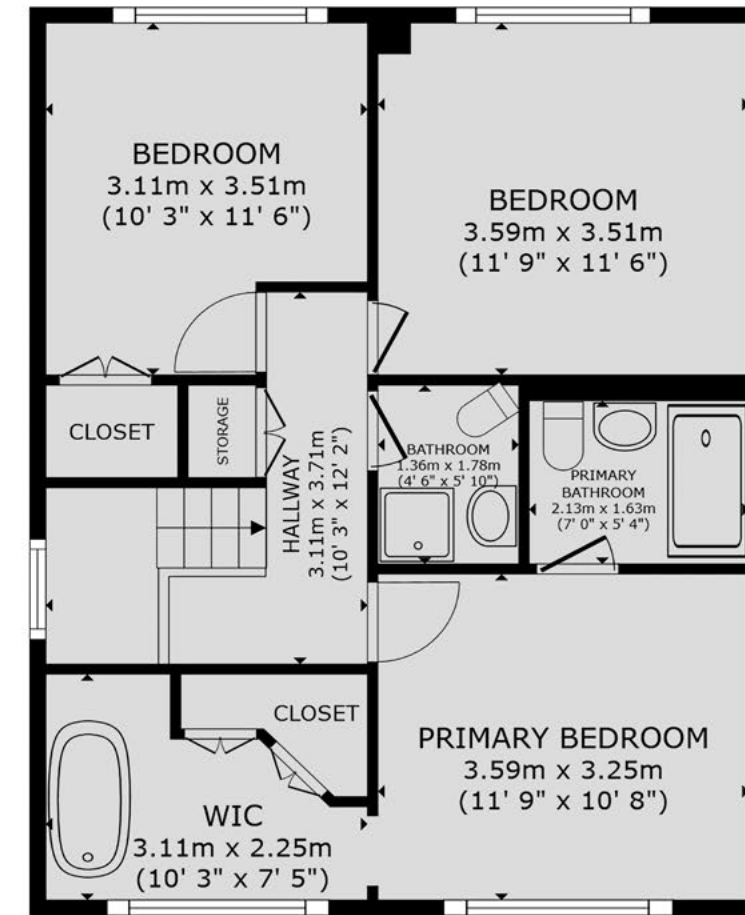 BEDROOM
3.11m x 3.51m
(10' 3" x 11' 6")
BEDROOM
3.59m x 3.51m
(11' 9" x 11' 6")
CLOSET
STORAGE
HALLWAY
3.11m x 3.71m
(10' 3" x 12' 2")
BATHROOM
1.36m x 1.78m
(4' 6" x 5' 10")
PRIMARY
BATHROOM
2.13m x 1.63m
(7' 0" x 5' 4")
CLOSET
WIC
3.11m x 2.25m
(10' 3" x 7' 5")
PRIMARY BEDROOM
3.59m x 3.25m
(11' 9" x 10' 8")